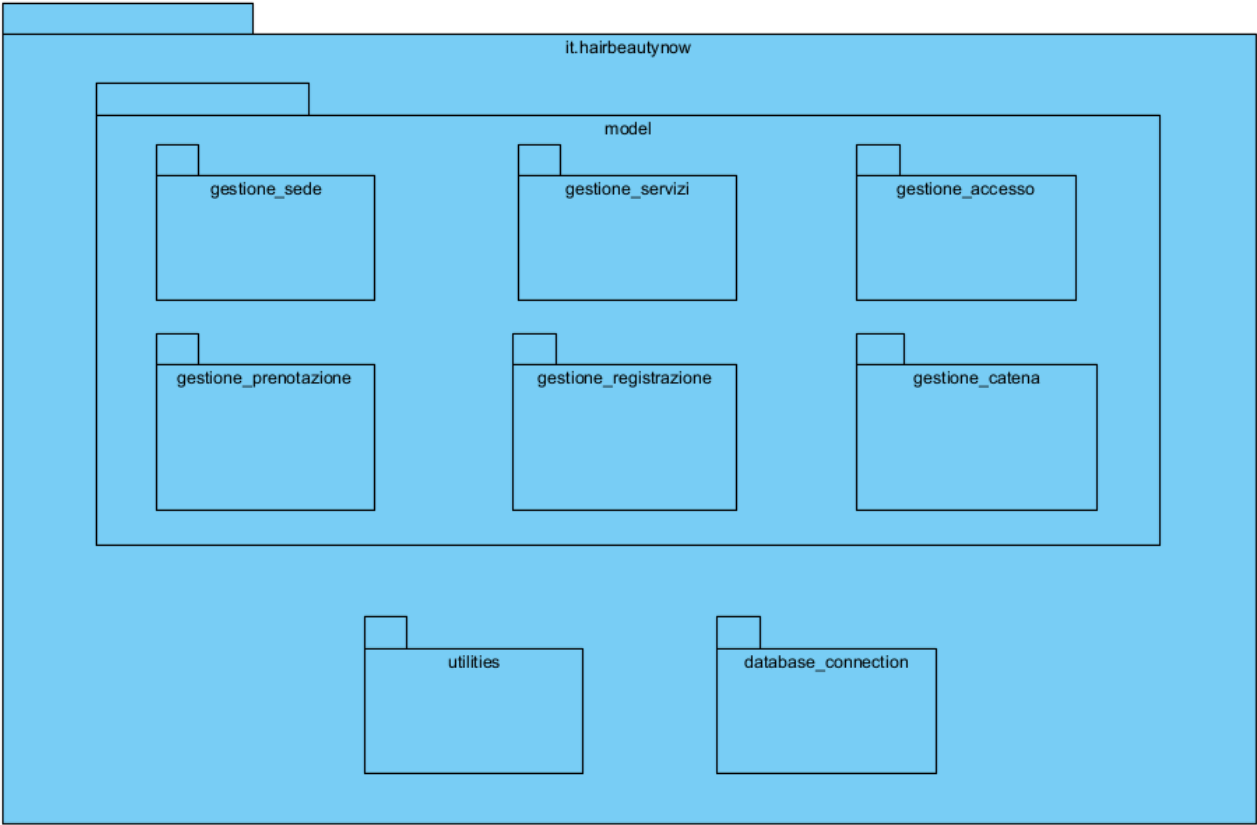 it.hairbeautynow
model
gestione_sede
gestione_servizi
gestione_accesso
gestione_prenotazione
gestione_registrazione
gestione_catena
utilities
database_connection